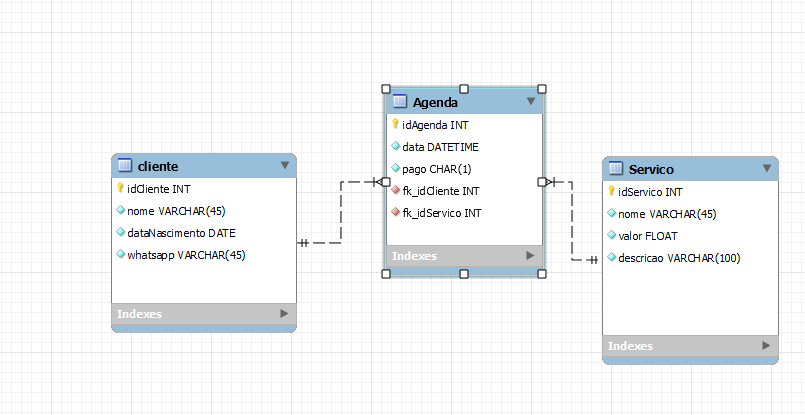 cliente
idCliente INT
nome VARCHAR(45)
dataNascimento DATE
whatsapp VARCHAR(45)
Indexes
Agenda
idAgenda INT
data DATETIME
pago CHAR(1)
fk_idCliente INT
fk_idServico INT
Indexes
Servico
idServico INT
nome VARCHAR(45)
valor FLOAT
descricao VARCHAR(100)
Indexes